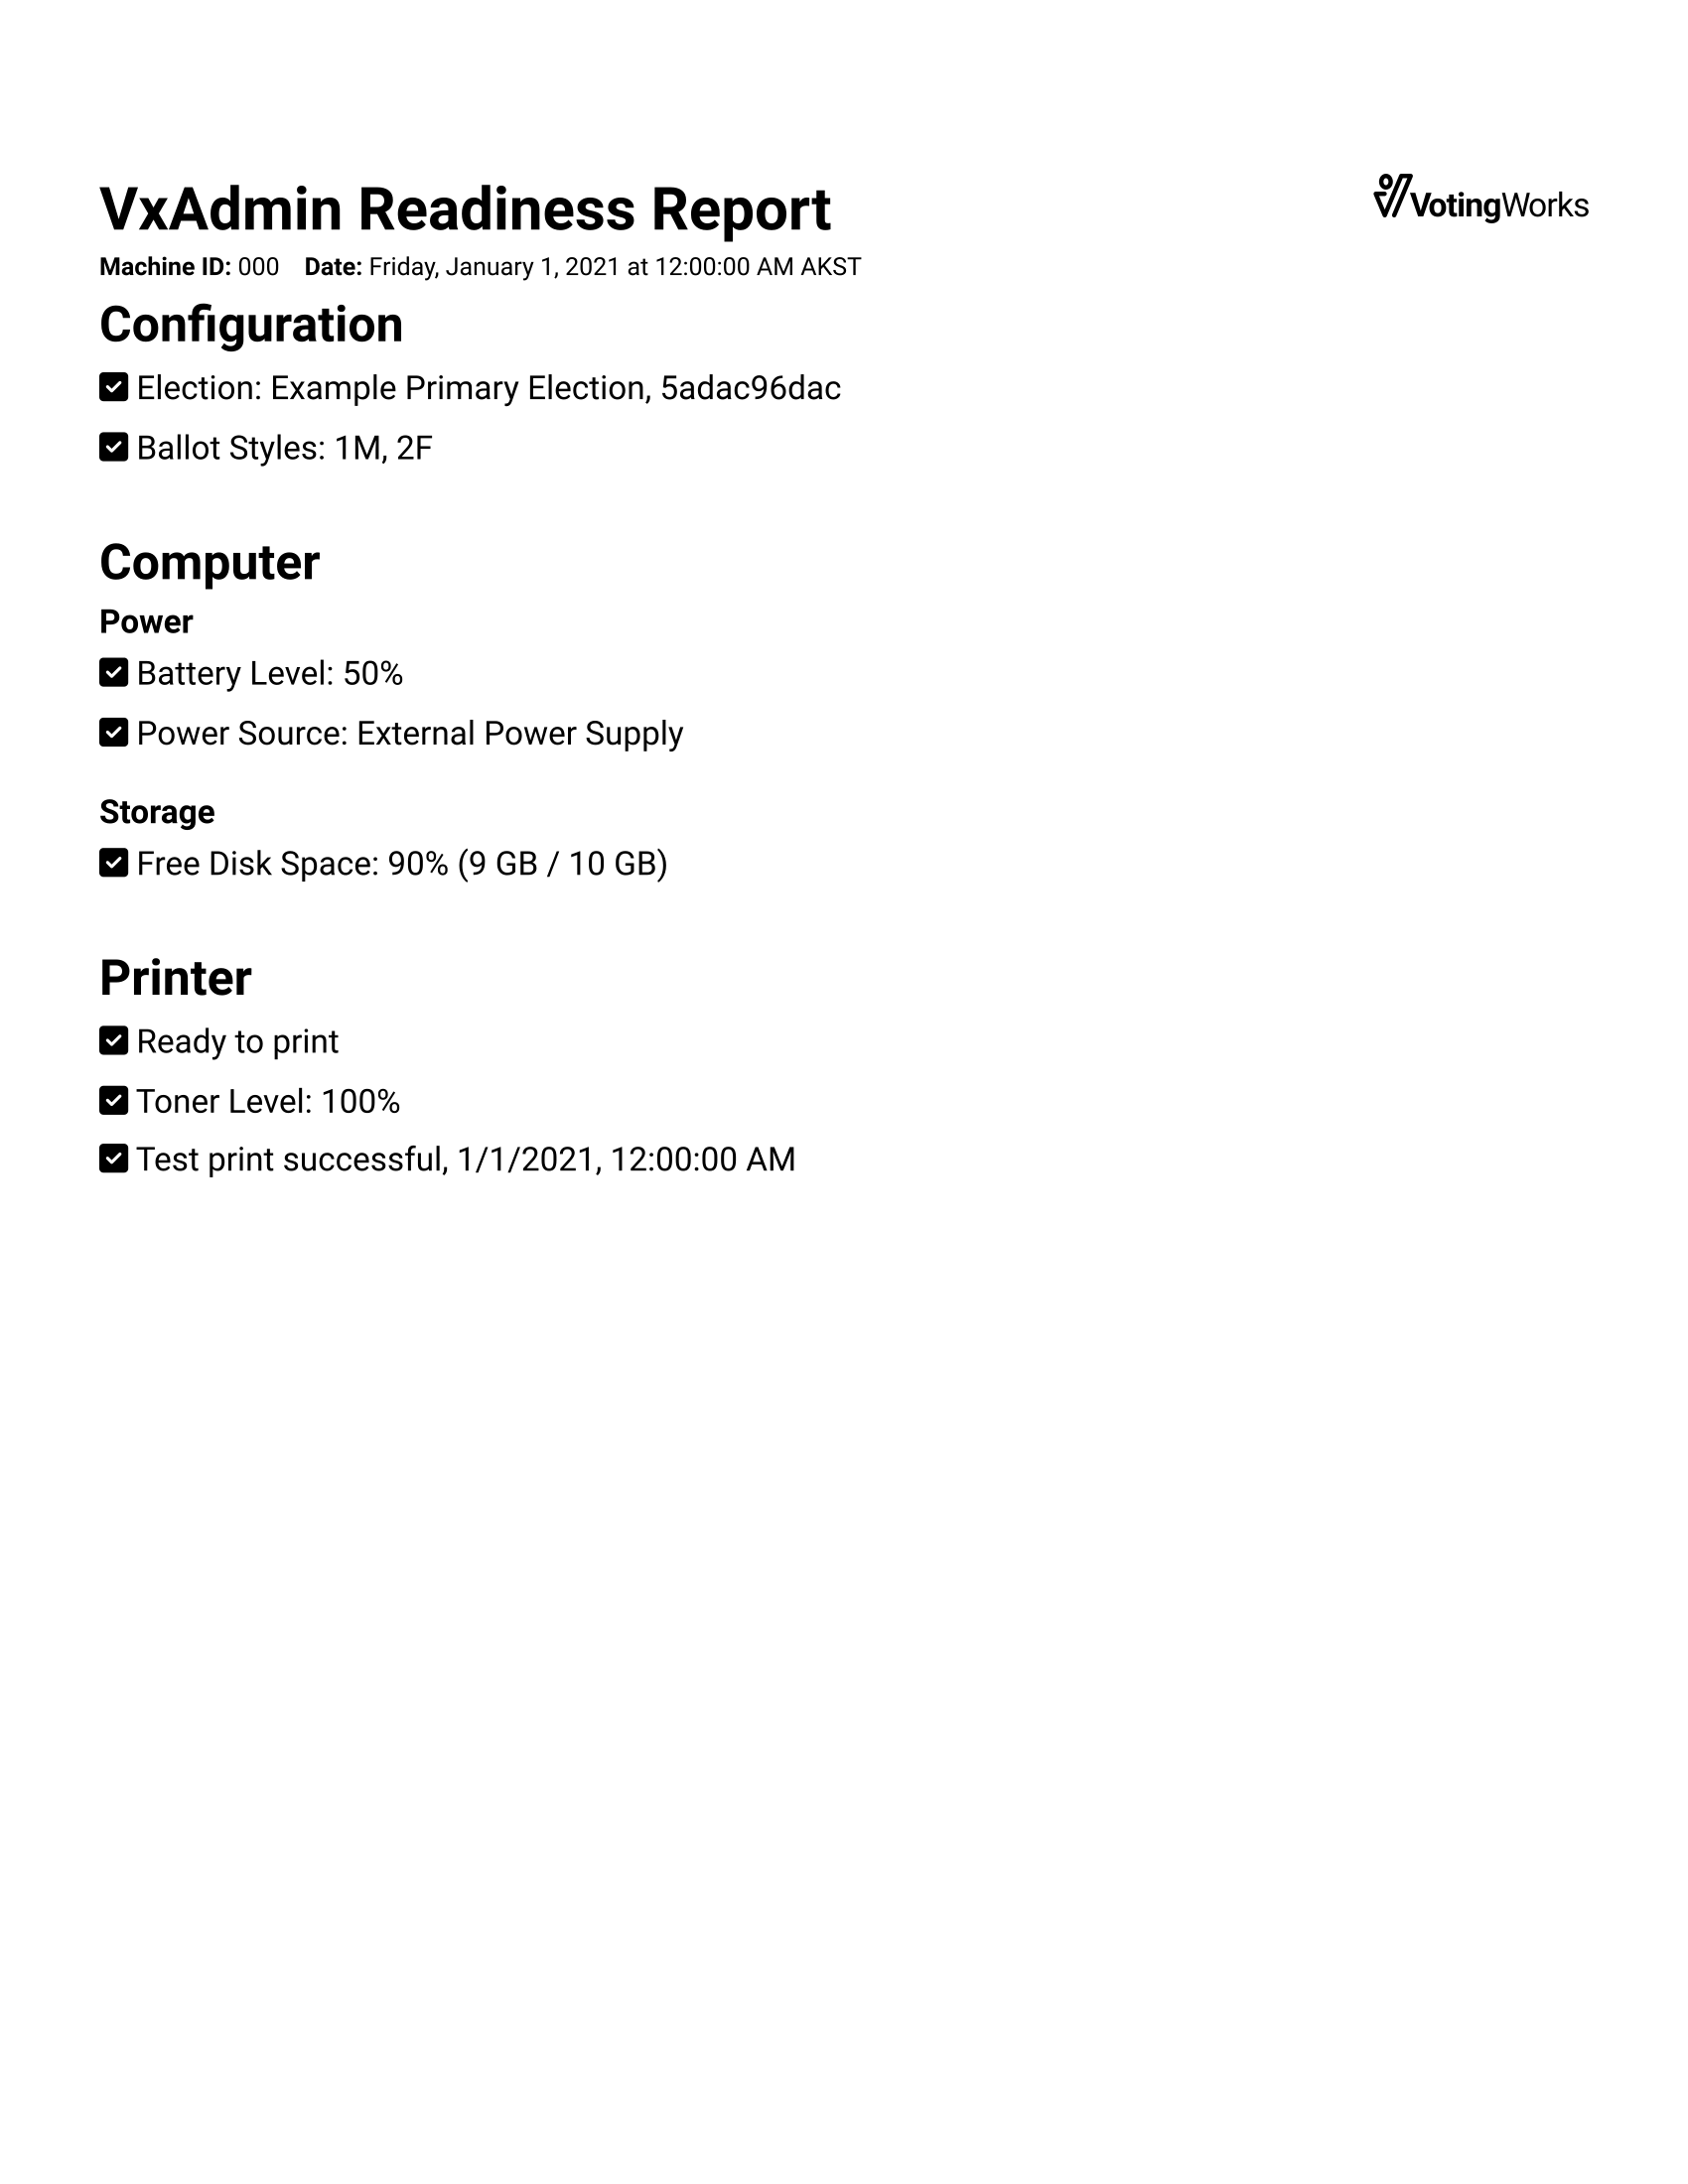 VxAdmin Readiness Report
VotingWorks
Machine ID: 000 Date: Friday, January 1, 2021 at 12:00:00 AM AKST
Configuration
Election: Example Primary Election, 5adac96dac
Ballot Styles: 1M, 2F
Computer
Power
Battery Level: 50%
Power Source: External Power Supply
Storage
Free Disk Space: 90% (9 GB / 10 GB)
Printer
Ready to print
Toner Level: 100%
Test print successful, 1/1/2021, 12:00:00 AM